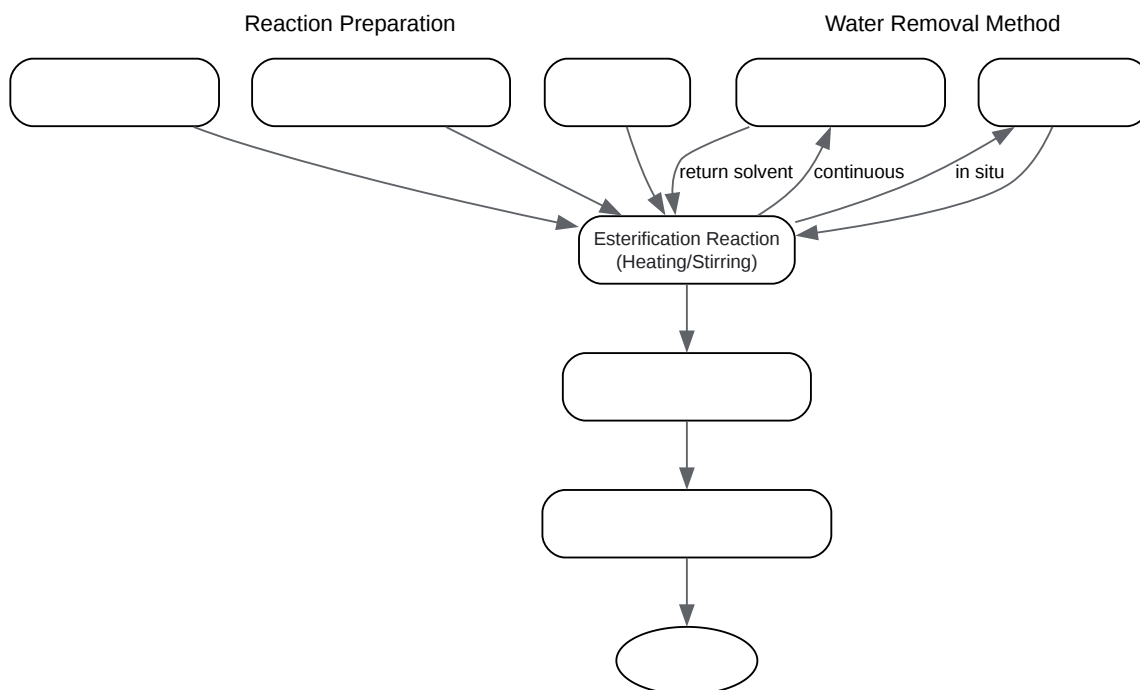 Reaction Preparation
Water Removal Method
return solvent
continuous
in situ
Esterification Reaction
(Heating/Stirring)